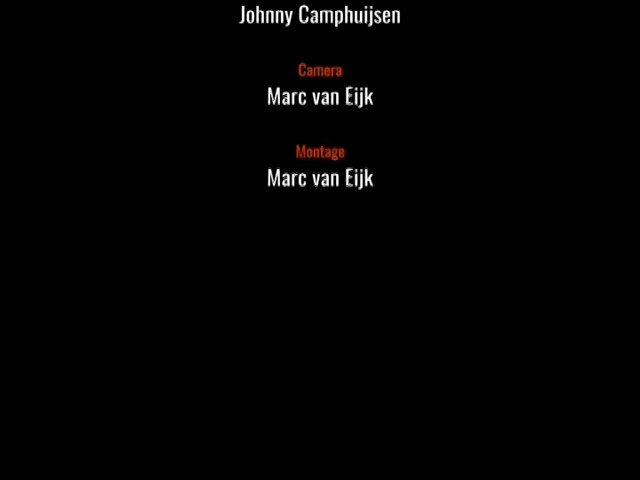 Johnny Camphuijsen
Camera
Marc van Eijk
Montage
Marc van Eijk